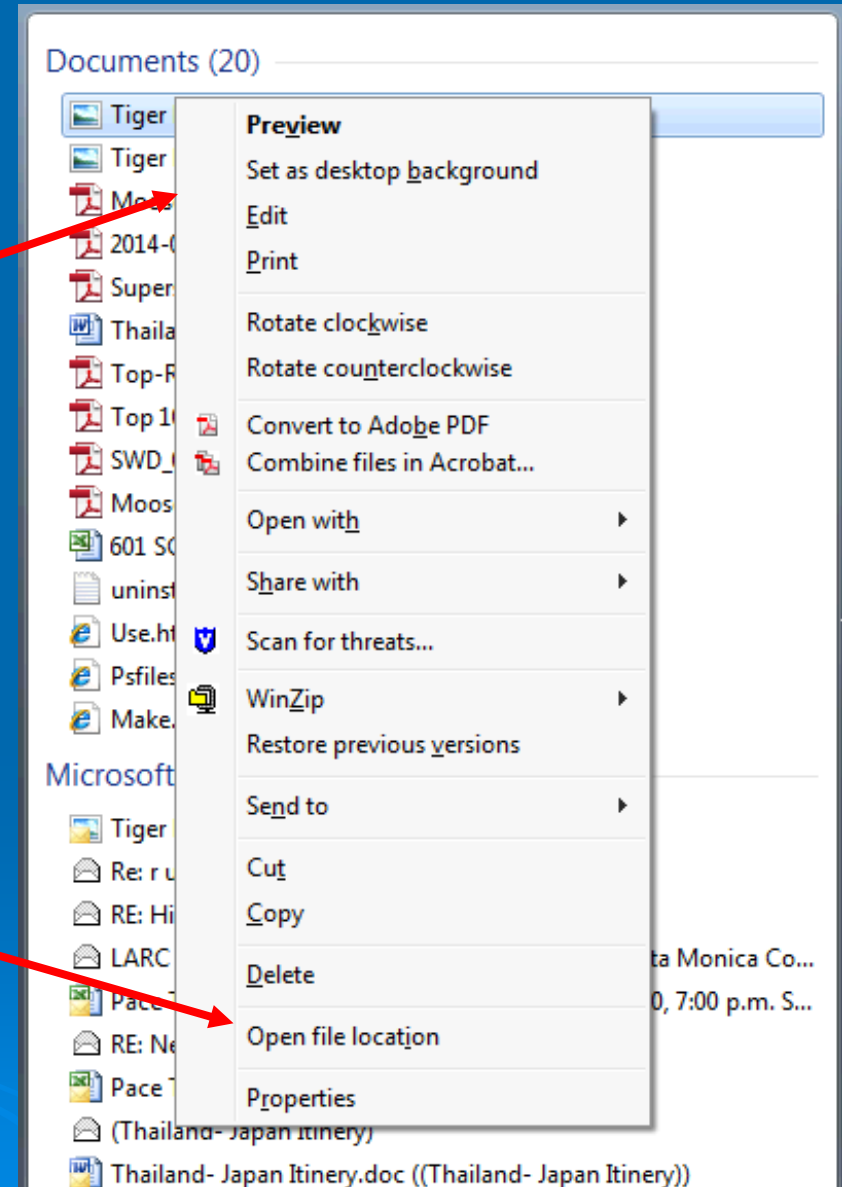 Documents (20)
Tiger
Tiger
2014-0
Super
Thaila
Top-R
Top 10
SWD_
Moos
601 SC
uninst
Use.ht
Psfiles
Make.
Microsoft
Tiger
Re: r u
RE: Hi
LARC ta Monica Co...
Pace T 0, 7:00 p.m. S...
RE: Ne
Pace T
(Thailand- Japan Itinery)
Thailand- Japan Itinery.doc ((Thailand- Japan Itinery))
Preview
Set as desktop background
Edit
Print
Rotate clockwise
Rotate counterclockwise
Convert to Adobe PDF
Combine files in Acrobat...
Open with
Share with
Scan for threats...
WinZip
Restore previous versions
Send to
Cut
Copy
Delete
Open file location
Properties